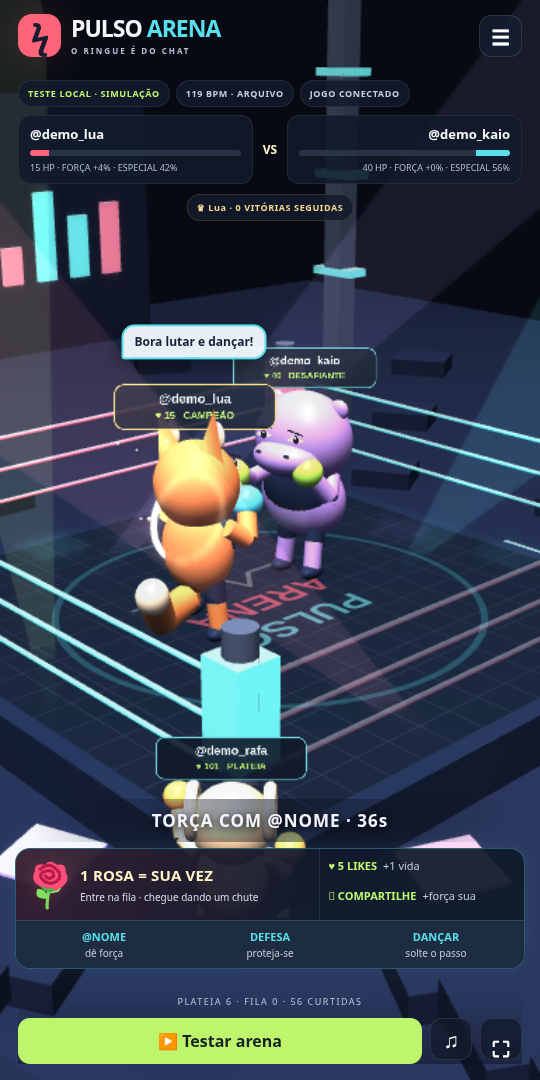 PULSO ARENA
O RINGUE É DO CHAT
TESTE LOCAL · SIMULAÇÃO
119 BPM · ARQUIVO
JOGO CONECTADO
@demo_lua
15 HP · FORÇA +4% · ESPECIAL 42%
VS
@demo_kaio
40 HP · FORÇA +0% · ESPECIAL 56%
♛ Lua · 0 VITÓRIAS SEGUIDAS
Bora lutar e dançar!
@demo_kaio
♥ 40 DESAFIANTE
@demo_lua
♥ 15 CAMPEÃO
PULSO
ARENA
@demo_rafa
♥ 101 PLATEIA
TORÇA COM @NOME · 36s
1 ROSA = SUA VEZ
Entre na fila · chegue dando um chute
♥ 5 LIKES +1 vida
COMPARTILHE +força sua
@NOME
dê força
DEFESA
proteja-se
DANÇAR
solte o passo
PLATEIA 6 · FILA 0 · 56 CURTIDAS
▶️ Testar arena